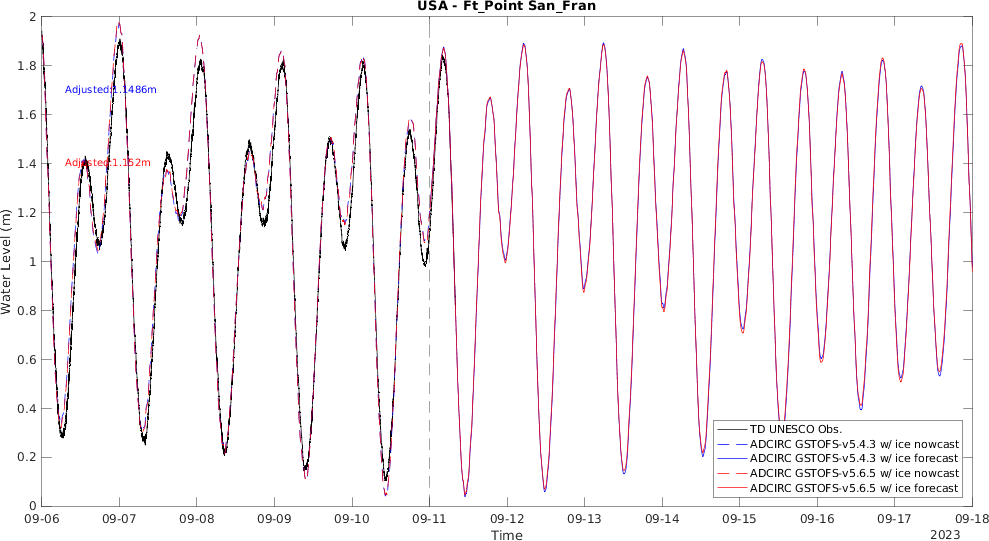 USA - Ft_Point San_Fran
2
1.8
1.6
1.4
1.2
1
0.8
0.6
0.4
0.2
0
Water Level (m)
Adjusted:1.1486m
Adjusted:1.152m
TD UNESCO Obs.
ADCIRC GSTOFS-v5.4.3 w/ ice nowcast
ADCIRC GSTOFS-v5.4.3 w/ ice forecast
ADCIRC GSTOFS-v5.6.5 w/ ice nowcast
ADCIRC GSTOFS-v5.6.5 w/ ice forecast
09-06 09-07 09-08 09-09 09-10 09-11 09-12 09-13 09-14 09-15 09-16 09-17 09-18
Time
2023